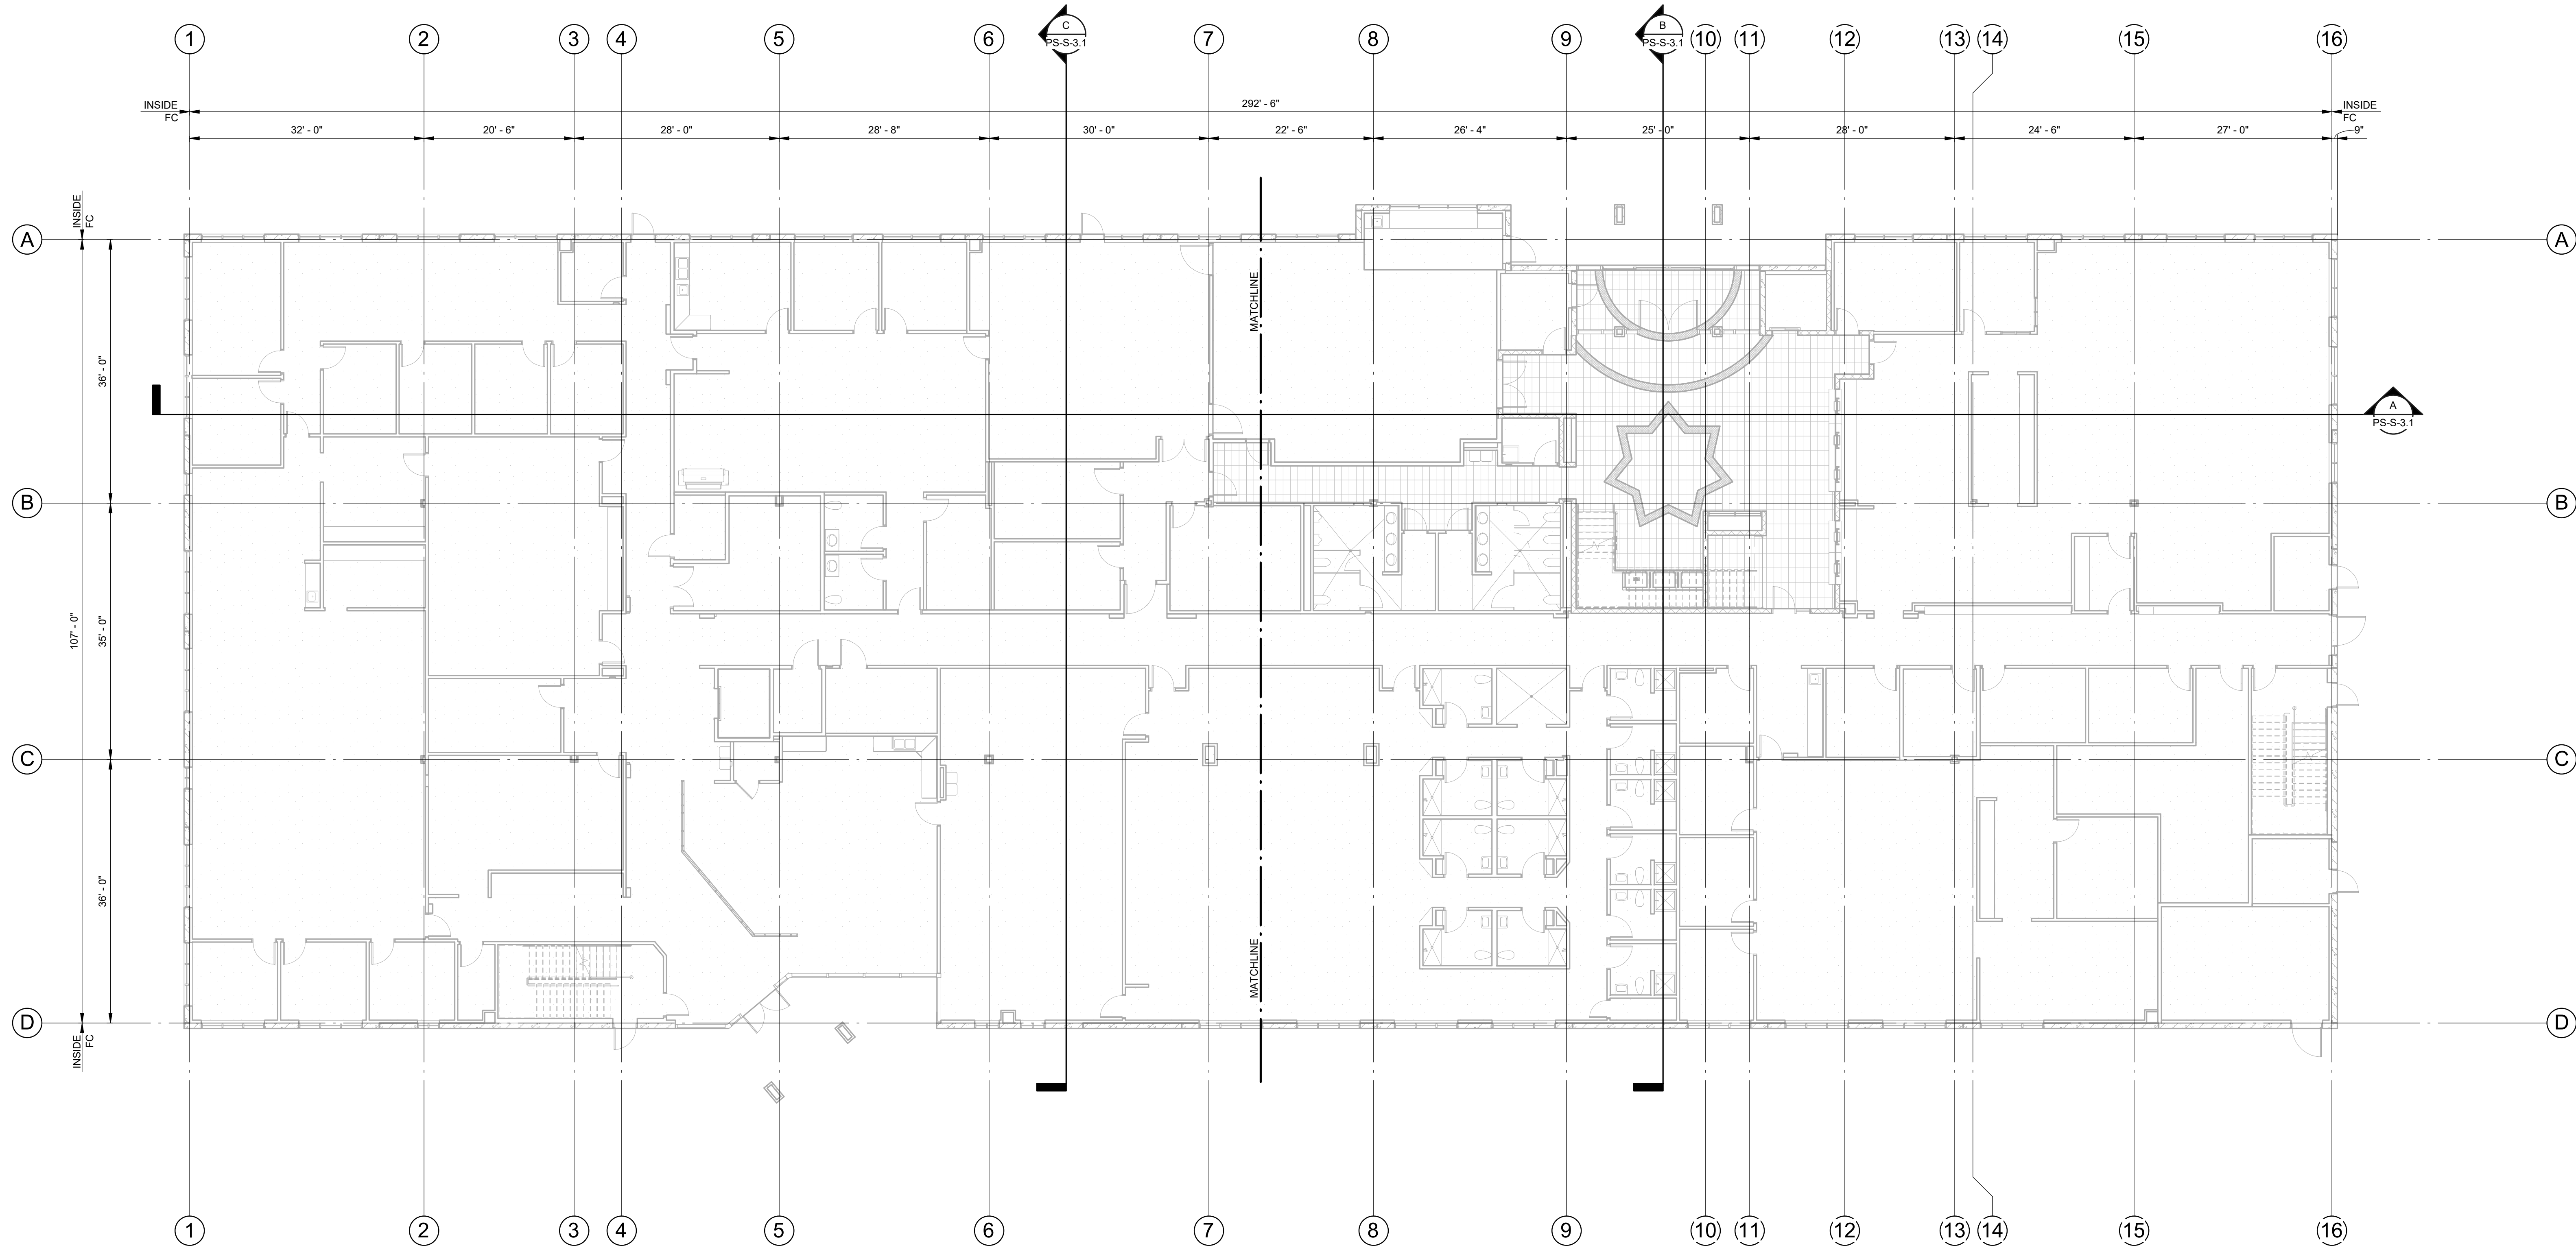 C
PS-S-3.1
B
PS-S-3.1
1 2 3 4 5 6 7 8 9 10 11 12 13 14 15 16
INSIDE
FC
292' - 6"
INSIDE
FC
32' - 0" 20' - 6" 28' - 0" 28' - 8" 30' - 0" 22' - 6" 26' - 4" 25' - 0" 28' - 0" 24' - 6" 27' - 0" 9"
INSIDE
FC
A A
MATCHLINE
36' - 0"
A
PS-S-3.1
B B
107' - 0"
35' - 0"
C C
36' - 0"
MATCHLINE
D D
INSIDE
FC
1 2 3 4 5 6 7 8 9 10 11 12 13 14 15 16